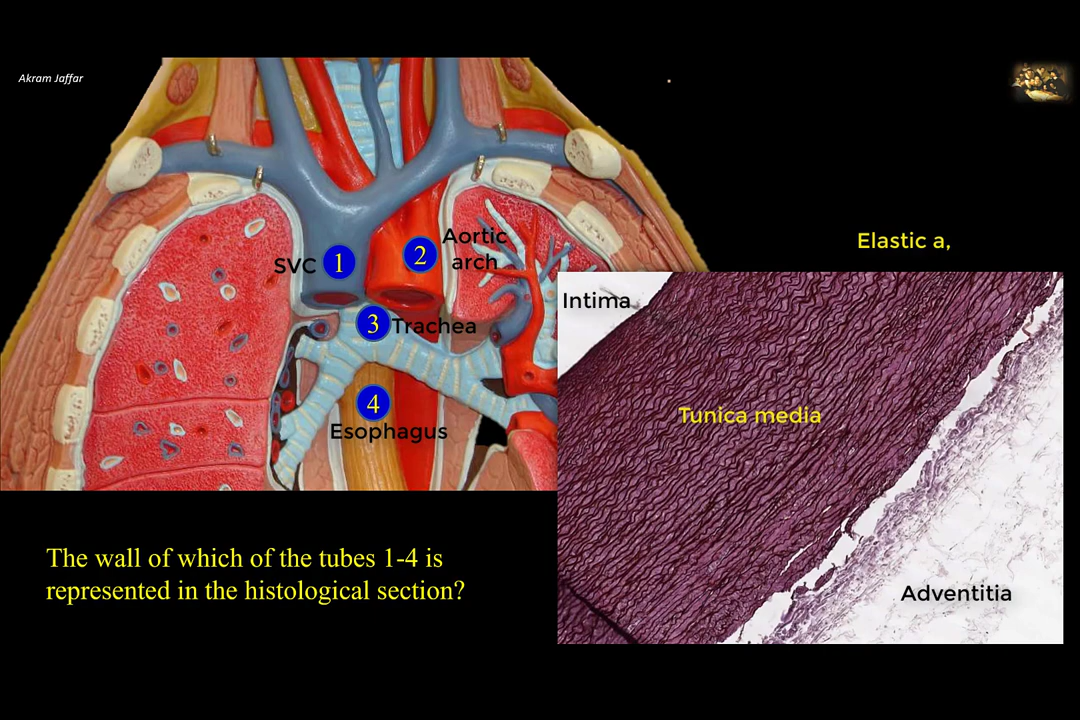 Akram Jaffar
Elastic a,
Aortic
arch
SVC
1
2
Intima
3
Trachea
4
Esophagus
Tunica media
The wall of which of the tubes 1-4 is
represented in the histological section?
Adventitia